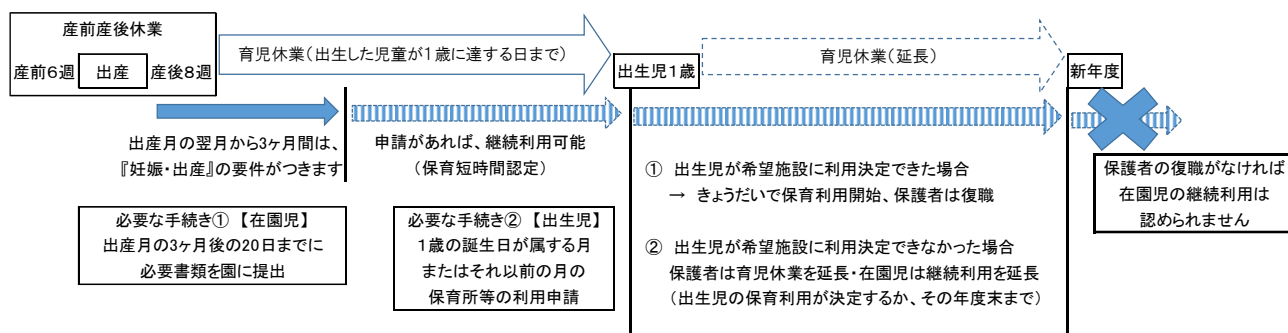 産前産後休業
産前6週 出産 産後8週
育児休業(出生した児童が1歳に達する日まで)
出生児1歳
育児休業(延長)
新年度
出産月の翌月から3ヶ月間は、
『妊娠・出産』の要件がつきます
申請があれば、継続利用可能
(保育短時間認定)
① 出生児が希望施設に利用決定できた場合
→ きょうだいで保育利用開始、保護者は復職
② 出生児が希望施設に利用決定できなかった場合
保護者は育児休業を延長・在園児は継続利用を延長
(出生児の保育利用が決定するか、その年度末まで)
保護者の復職がなければ
在園児の継続利用は
認められません
必要な手続き① 【在園児】
出産月の3ヶ月後の20日までに
必要書類を園に提出
必要な手続き② 【出生児】
1歳の誕生日が属する月
またはそれ以前の月の
保育所等の利用申請